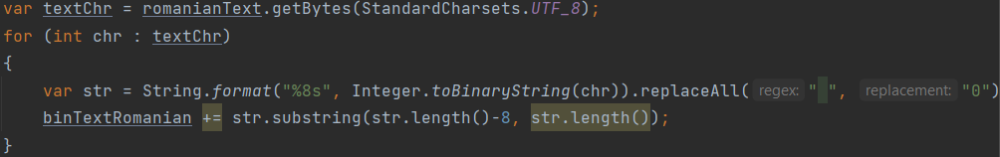 var textChr = romanianText.getBytes(StandardCharsets.UTF_8);
for (int chr : textChr)
{
var str = String.format("%8s", Integer.toBinaryString(chr)).replaceAll( regex: " ", replacement: "0")
binTextRomanian += str.substring(str.length()-8, str.length());
}